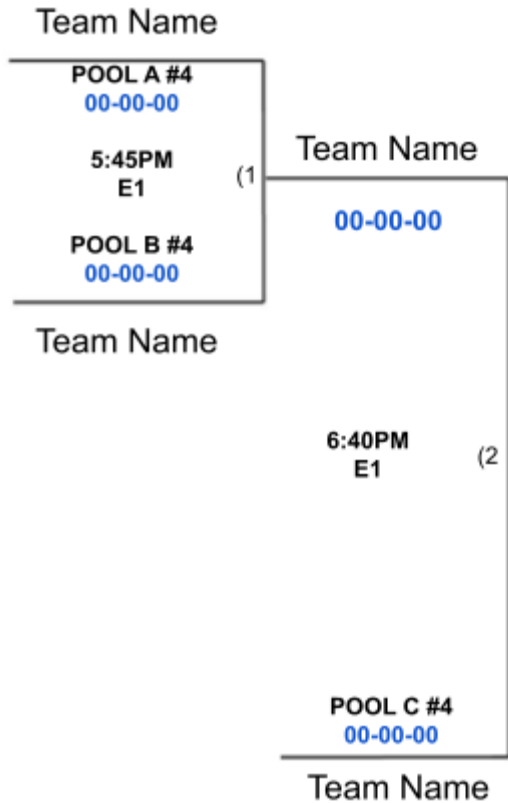 Team Name
POOL A #4
00-00-00
5:45PM
E1
(1
POOL B #4
00-00-00
Team Name
Team Name
00-00-00
6:40PM
E1
(2
POOL C #4
00-00-00
Team Name